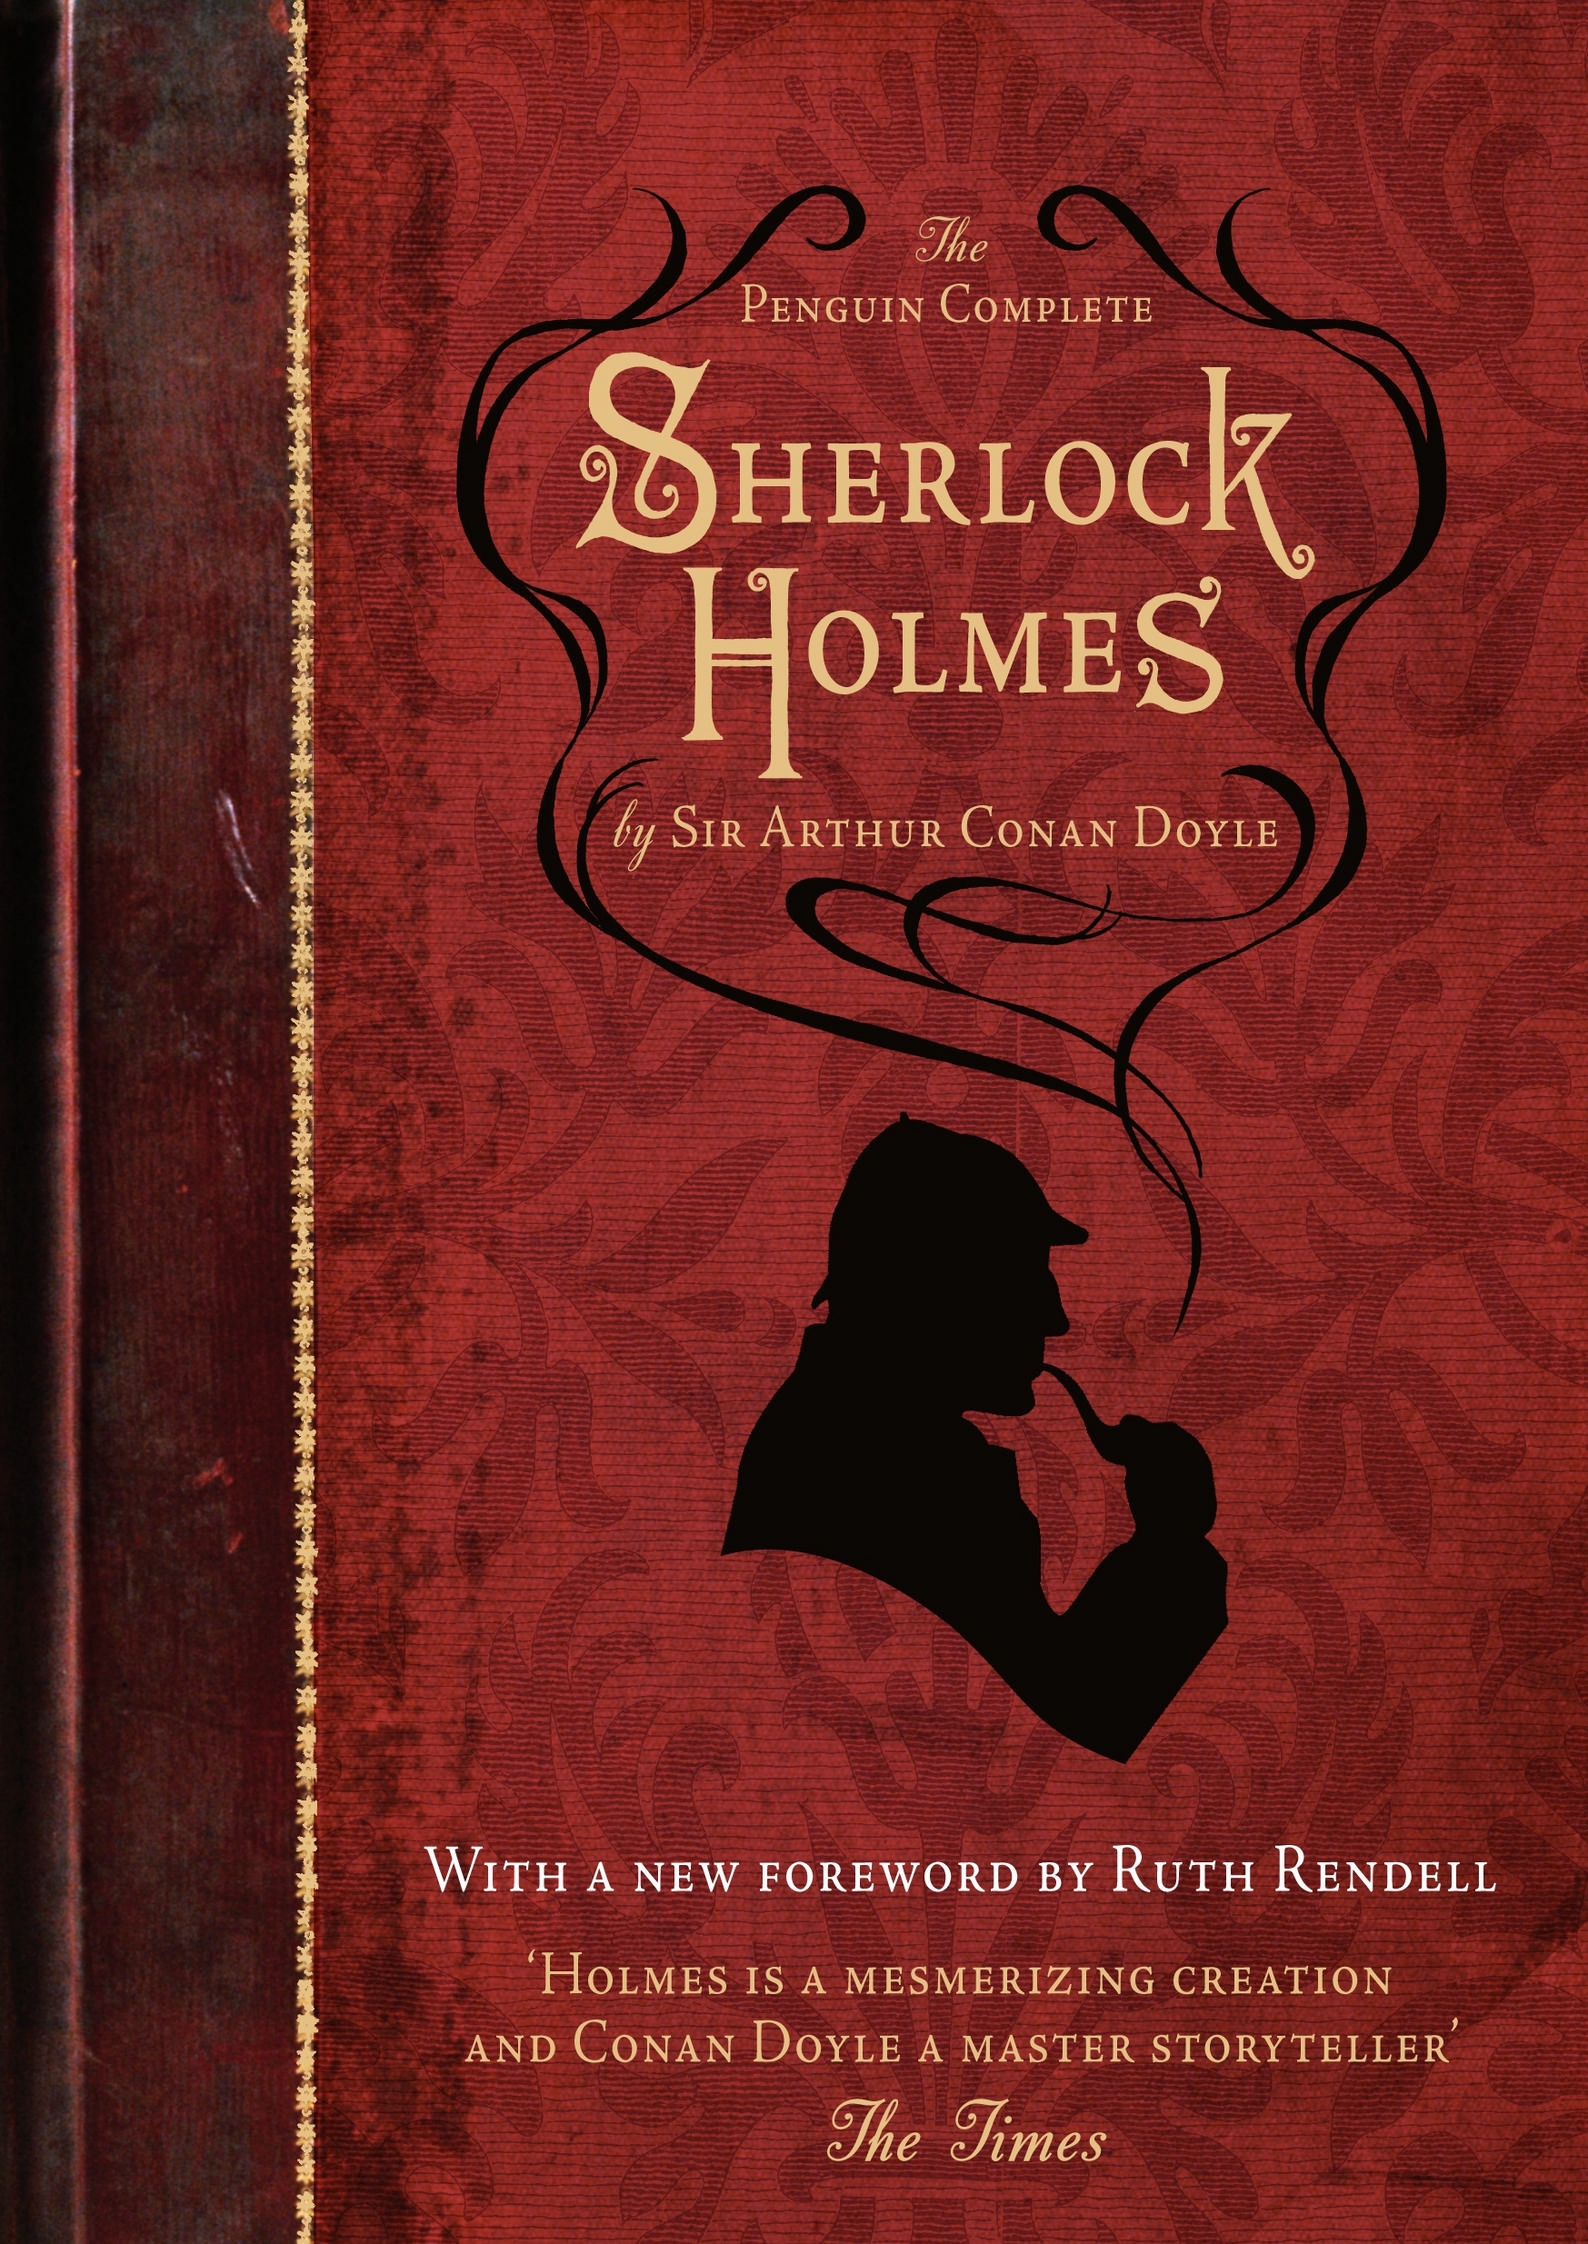 The
Penguin Complete
Sherlock
Holmes
by Sir Arthur Conan Doyle
With a new foreword by Ruth Rendell
‘Holmes is a mesmerizing creation
and Conan Doyle a master storyteller’
The Times